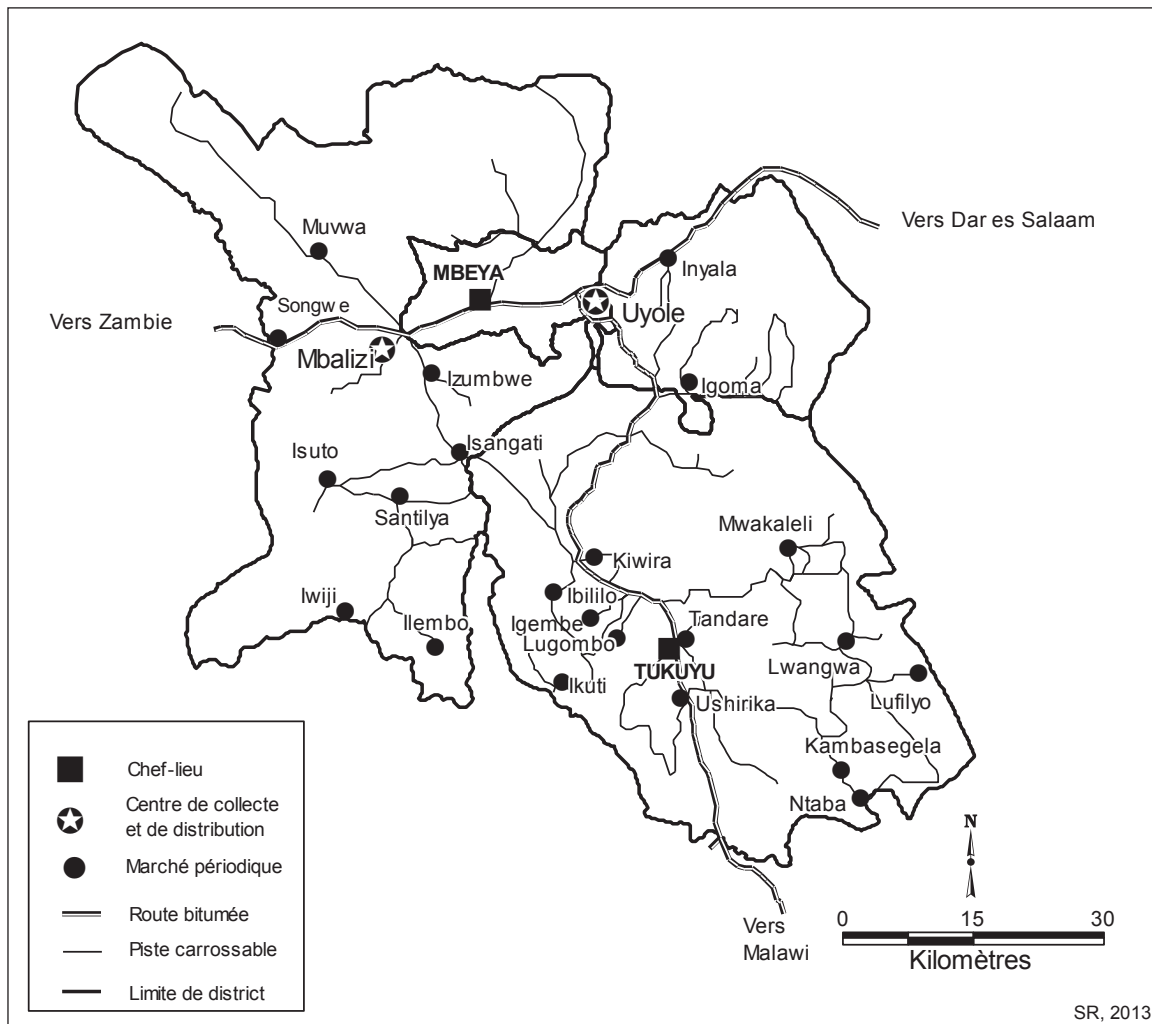 Vers Dar es Salaam
Muvwa
MBEYA
Inyala
Songwe
Uyole
Vers Zambie
Mbalizi
Izumbwe
Igoma
Isangati
Isuto
Santilya
Mwakaleli
Kiwira
Iwiji
Ibililo
Ilembo
Igembe
Tandare
Lugombo
Lwangwa
TUKUYU
Ikuti
Lufilyo
Ushirika
Kambasegela
Ntaba
Chef-lieu
Centre de collecte
et de distribution
Marché périodique
Route bitumée
Piste carrossable
Limite de district
N
0 15 30
Kilomètres
Vers
Malawi
SR, 2013